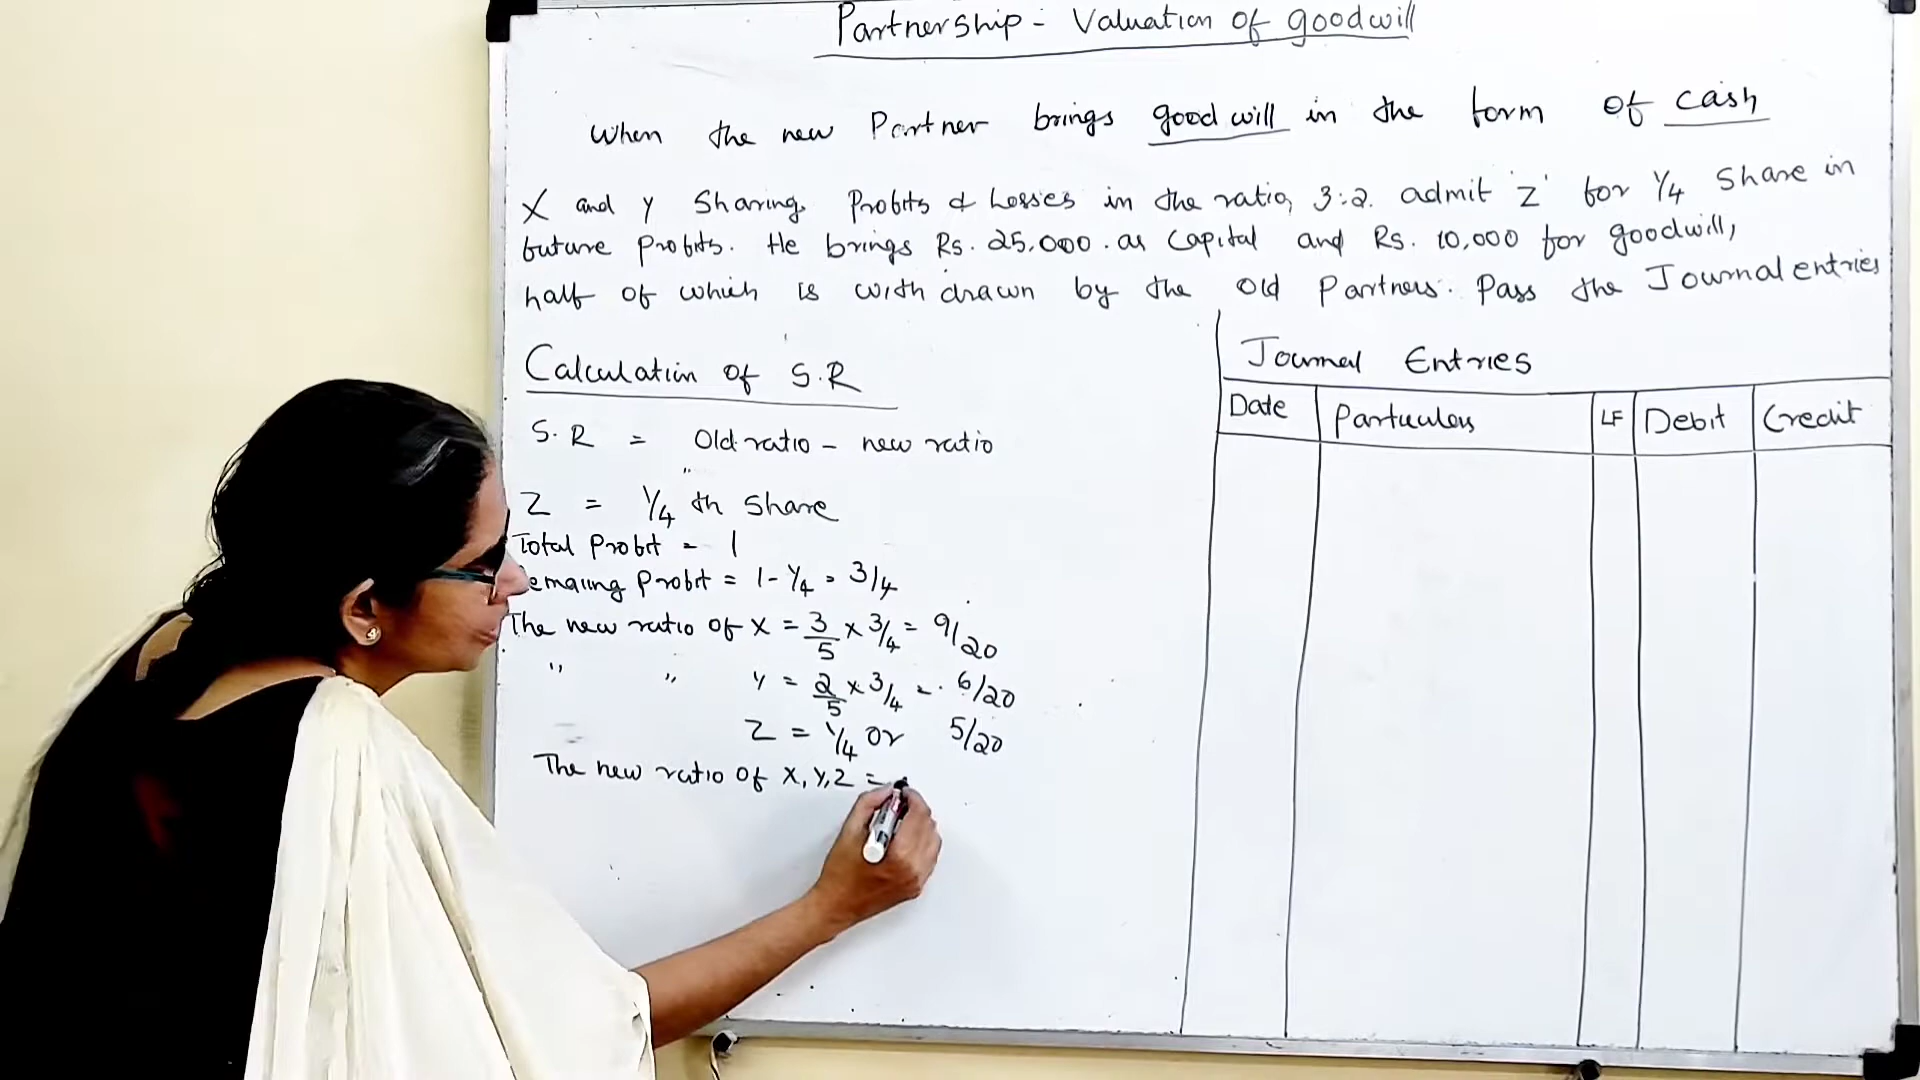 Partnership - Valuation of goodwill
When the new Partner brings goodwill in the form of cash
X and y Sharing Profits & Losses in the ratio, 3:2. admit 'Z' for 1/4 Share in
future profits. He brings Rs. 25,000. as Capital and Rs. 10,000 for goodwill,
half of which is withdrawn by the Old Partners. Pass the Journal entries
Calculation of S.R
S.R = Old ratio - new ratio
Z = 1/4 th Share
Total Profit = 1
emaiing Profit = 1 - 1/4 = 3/4
The new ratio of X = 3/5 x 3/4 = 9/20
" " y = 2/5 x 3/4 = 6/20
Z = 1/4 or 5/20
The new ratio of X, Y, Z =
Journal Entries
Date Particulars LF Debit Credit